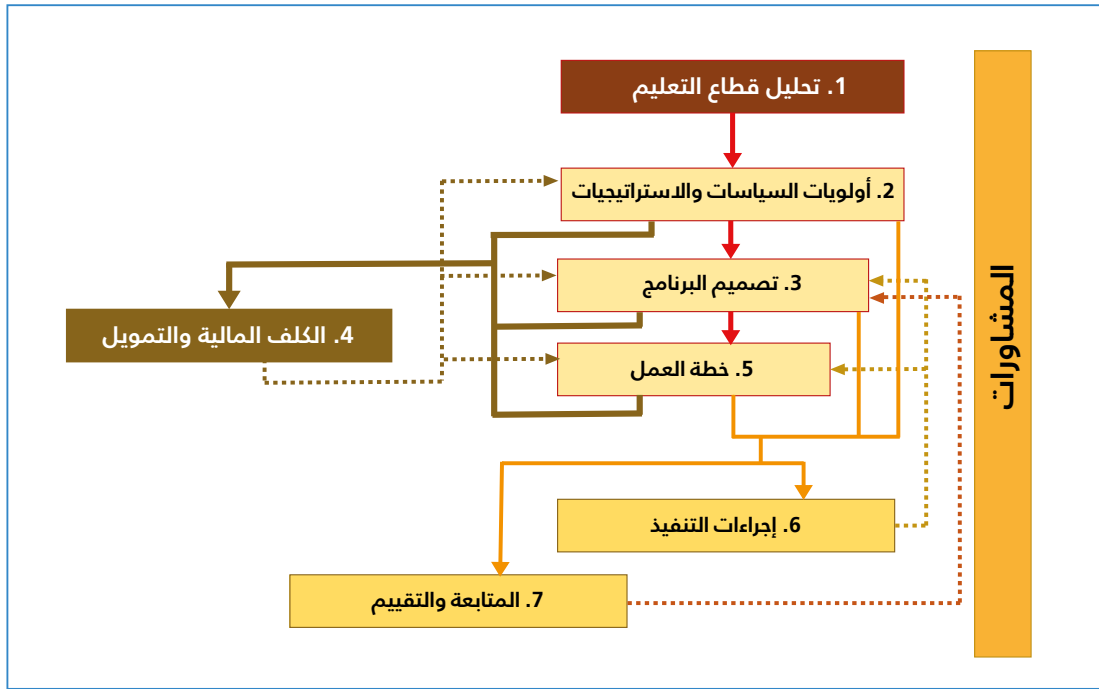 1. تحليل قطاع التعليم
2. أولويات السياسات والاستراتيجيات
3. تصميم البرنامج
4. الكلف المالية والتمويل
5. خطة العمل
6. إجراءات التنفيذ
7. المتابعة والتقييم
المشاورات